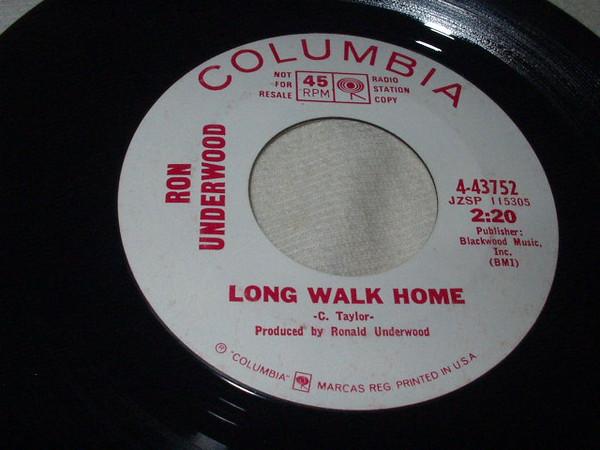 COLUMBIA
NOT
FOR
RESALE
45
RPM
RADIO
STATION
COPY
RON
UNDERWOOD
4-43752
JZSP 115305
2:20
Publisher:
Blackwood Music,
Inc.
(BMI)
LONG WALK HOME
-C. Taylor-
Produced by Ronald Underwood
Ⓟ "COLUMBIA" MARCAS REG PRINTED IN U.S.A